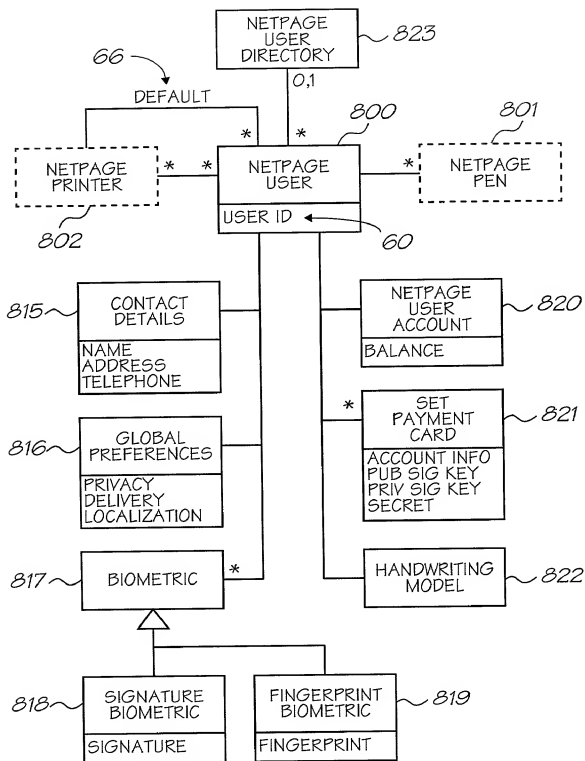 NETPAGE
USER
DIRECTORY
823
66
0,1
DEFAULT
*
*
800
801
NETPAGE
PRINTER
*
*
NETPAGE
USER
*
NETPAGE
PEN
802
USER ID
60
815
CONTACT
DETAILS
NAME
ADDRESS
TELEPHONE
NETPAGE
USER
ACCOUNT
BALANCE
820
816
GLOBAL
PREFERENCES
PRIVACY
DELIVERY
LOCALIZATION
*
SET
PAYMENT
CARD
ACCOUNT INFO
PUB SIG KEY
PRIV SIG KEY
SECRET
821
817
BIOMETRIC
*
HANDWRITING
MODEL
822
818
SIGNATURE
BIOMETRIC
SIGNATURE
FINGERPRINT
BIOMETRIC
FINGERPRINT
819